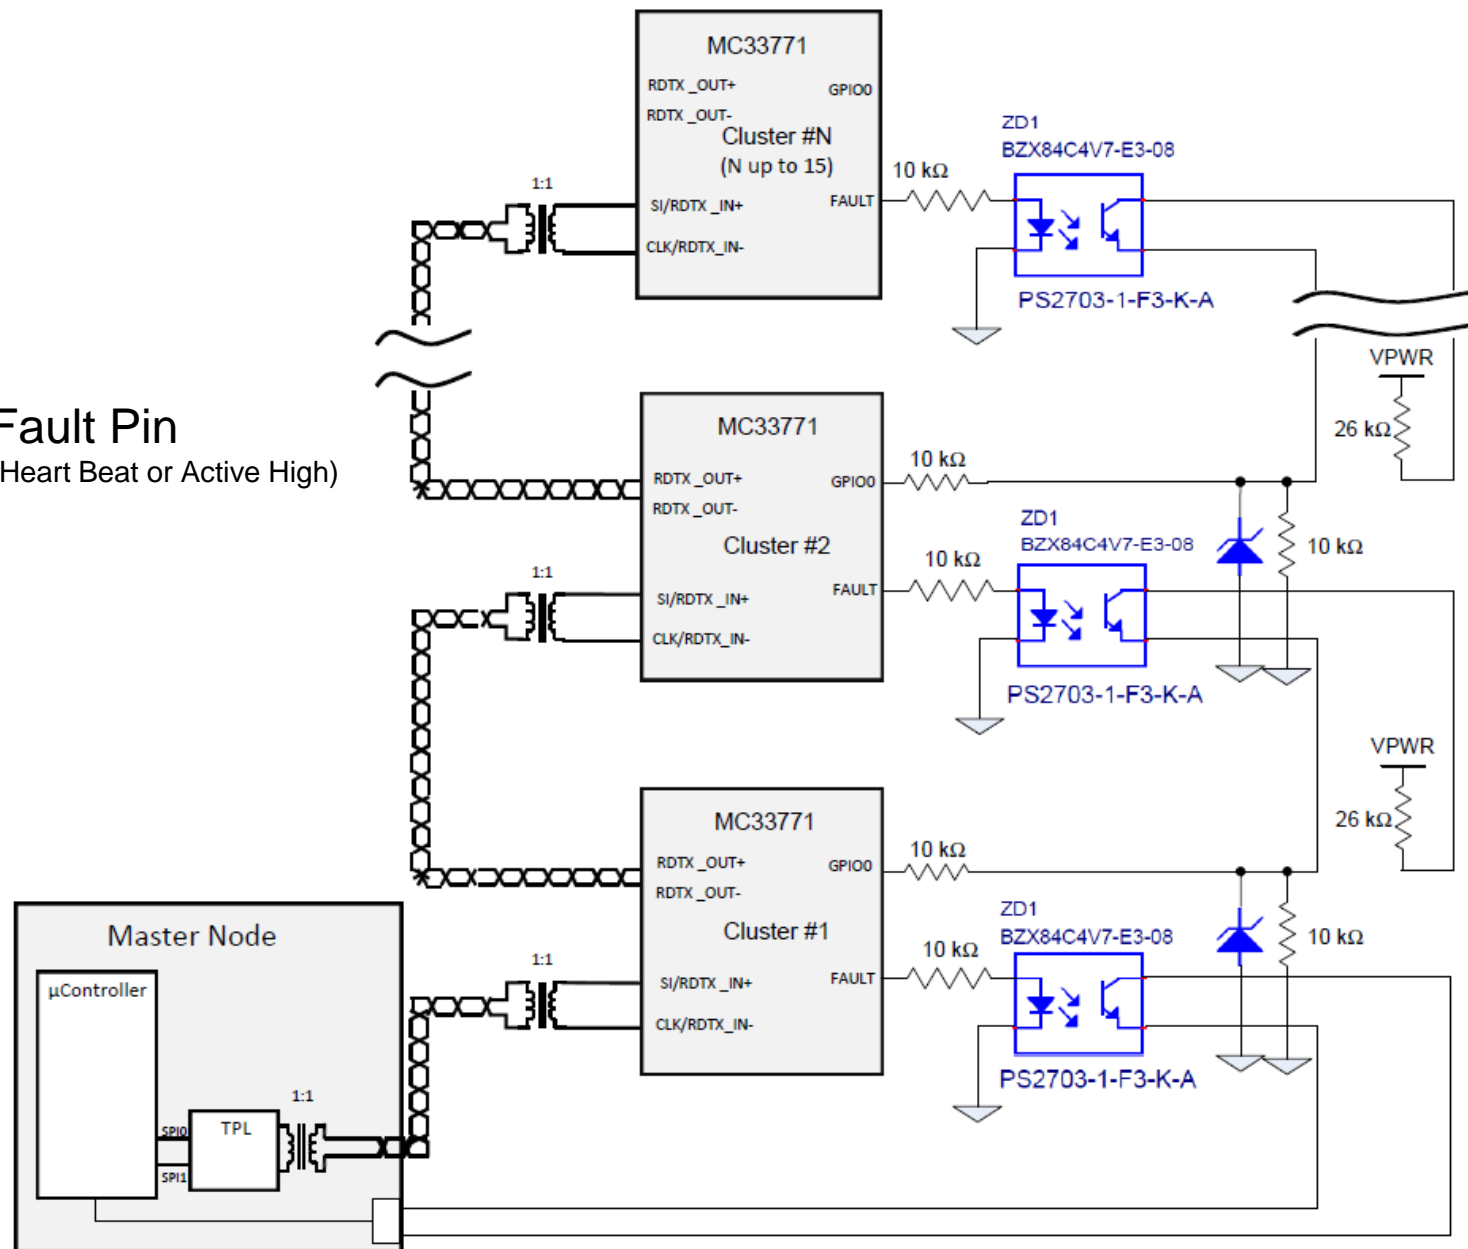 MC33771
RDTX _OUT+
GPIO0
RDTX _OUT-
Cluster #N
(N up to 15)
1:1
SI/RDTX _IN+
FAULT
CLK/RDTX_IN-
10 kΩ
ZD1
BZX84C4V7-E3-08
PS2703-1-F3-K-A
VPWR
26 kΩ
Fault Pin
(Heart Beat or Active High)
MC33771
RDTX _OUT+
GPIO0
RDTX _OUT-
Cluster #2
1:1
SI/RDTX _IN+
FAULT
CLK/RDTX_IN-
10 kΩ
10 kΩ
ZD1
BZX84C4V7-E3-08
10 kΩ
PS2703-1-F3-K-A
VPWR
26 kΩ
MC33771
RDTX _OUT+
GPIO0
RDTX _OUT-
Cluster #1
1:1
SI/RDTX _IN+
FAULT
CLK/RDTX_IN-
10 kΩ
10 kΩ
ZD1
BZX84C4V7-E3-08
10 kΩ
PS2703-1-F3-K-A
Master Node
µController
SPI0
SPI1
TPL
1:1